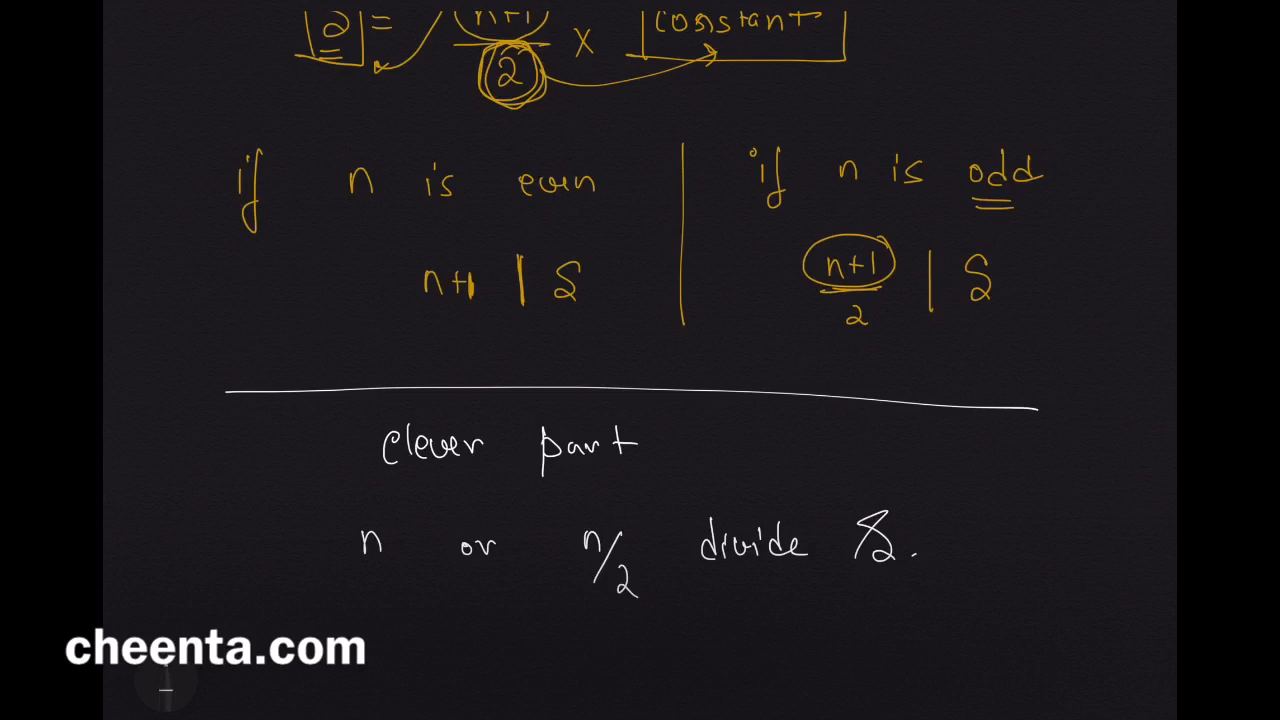 2 = (n+1)/2 × constant
if n is even | if n is odd
n+1 | S
n+1/2 | S
clever part
n or n/2 divide S.
cheenta.com